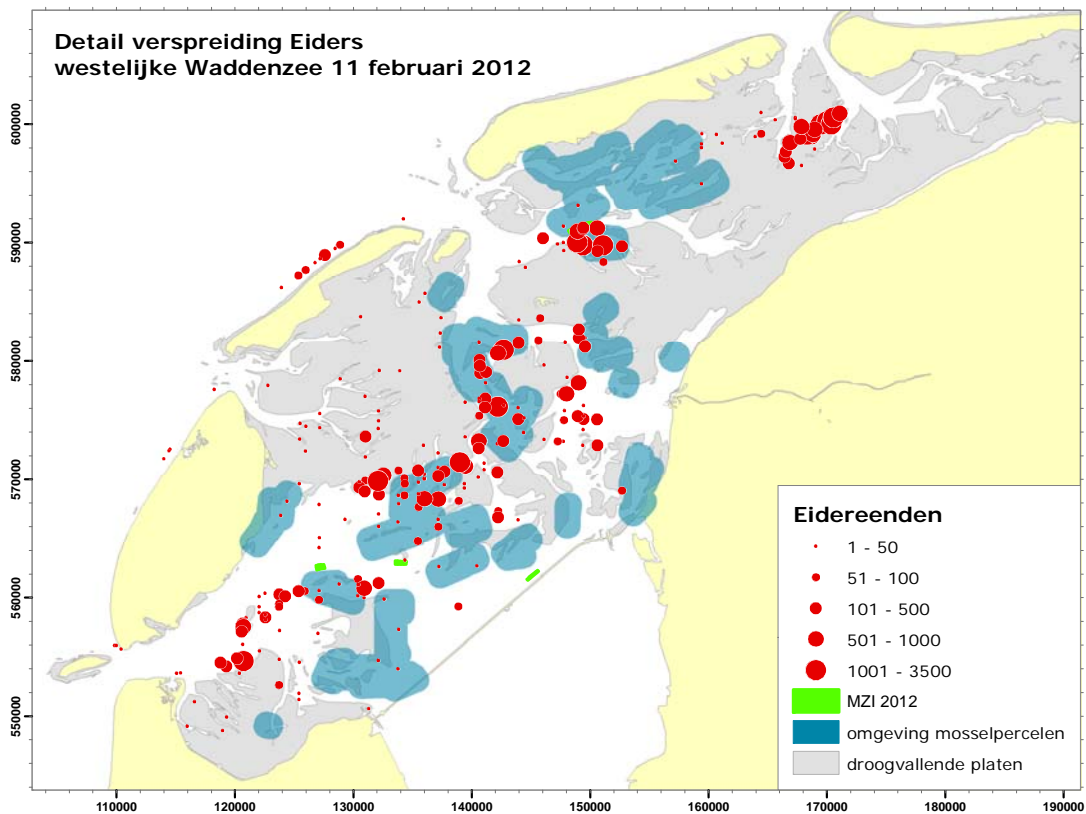 Detail verspreiding Eiders
westelijke Waddenzee 11 februari 2012
600000
590000
580000
570000
560000
550000
Eidereenden
1 - 50
51 - 100
101 - 500
501 - 1000
1001 - 3500
MZI 2012
omgeving mosselpercelen
droogvallende platen
110000 120000 130000 140000 150000 160000 170000 180000 190000